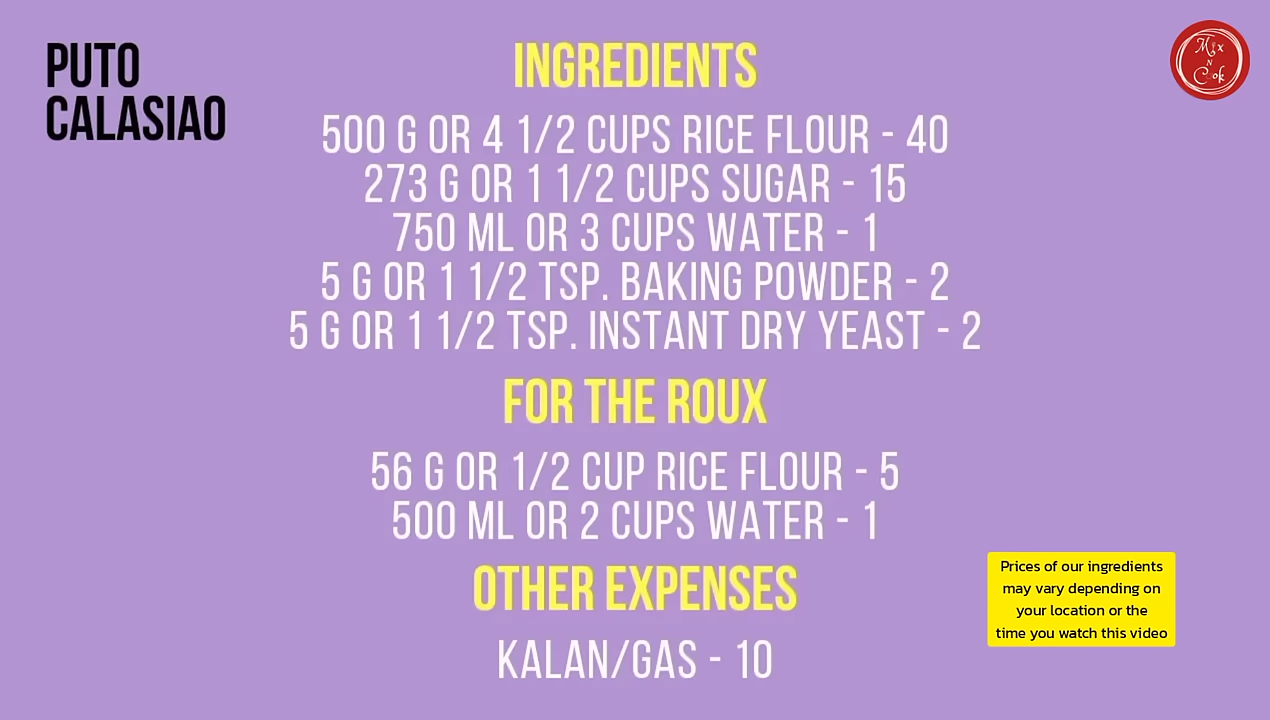 PUTO
CALASIAO
INGREDIENTS
500 G OR 4 1/2 CUPS RICE FLOUR - 40
273 G OR 1 1/2 CUPS SUGAR - 15
750 ML OR 3 CUPS WATER - 1
5 G OR 1 1/2 TSP. BAKING POWDER - 2
5 G OR 1 1/2 TSP. INSTANT DRY YEAST - 2
FOR THE ROUX
56 G OR 1/2 CUP RICE FLOUR - 5
500 ML OR 2 CUPS WATER - 1
OTHER EXPENSES
KALAN/GAS - 10
Mix
N
Cook
Prices of our ingredients
may vary depending on
your location or the
time you watch this video